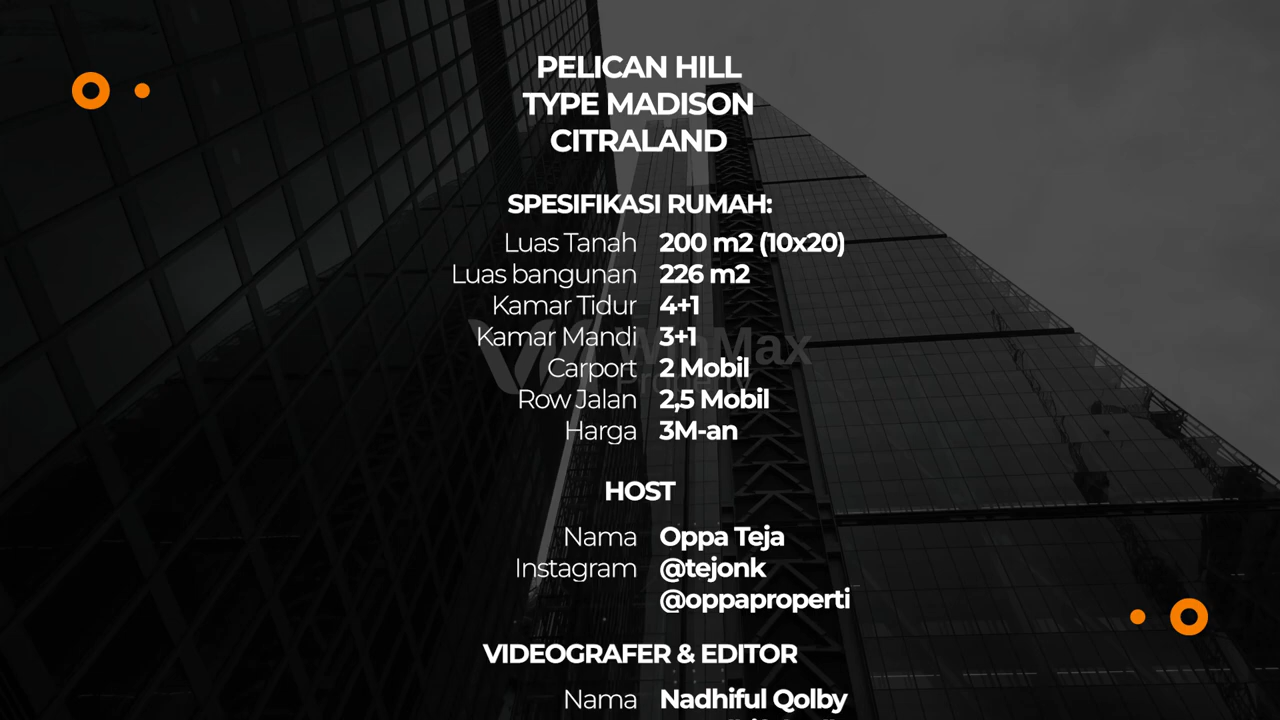 PELICAN HILL
TYPE MADISON
CITRALAND
SPESIFIKASI RUMAH:
Luas Tanah 200 m2 (10x20)
Luas bangunan 226 m2
Kamar Tidur 4+1
Kamar Mandi 3+1
Carport 2 Mobil
Row Jalan 2,5 Mobil
Harga 3M-an
HOST
Nama Oppa Teja
Instagram @tejonk
@oppaproperti
VIDEOGRAFER & EDITOR
Nama Nadhiful Qolby